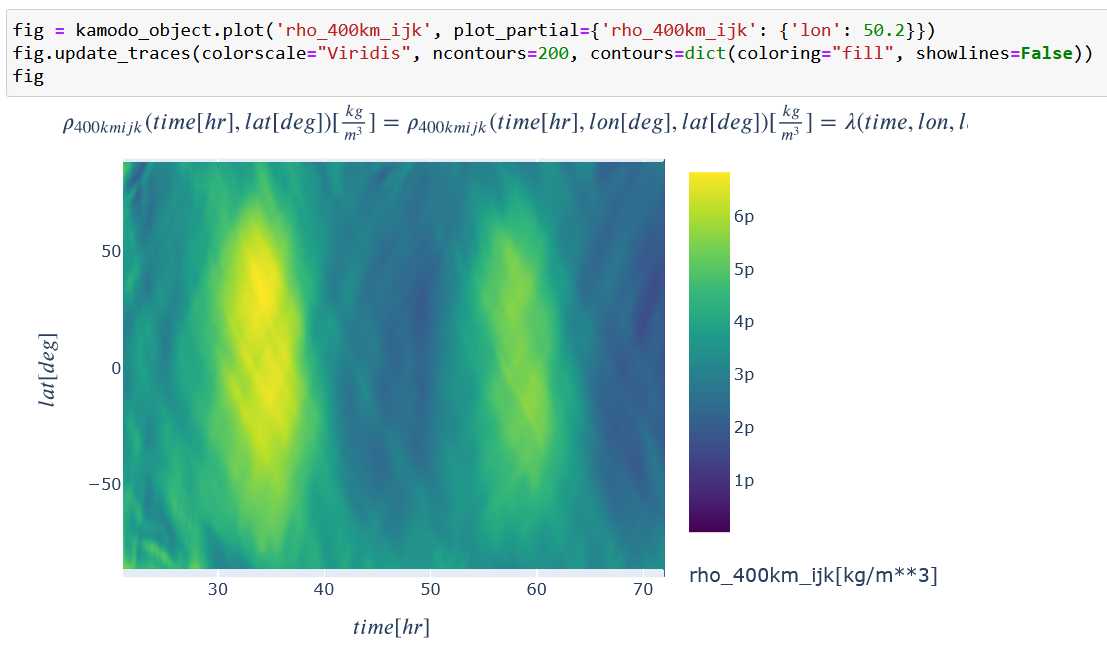 fig = kamodo_object.plot('rho_400km_ijk', plot_partial={'rho_400km_ijk': {'lon': 50.2}})
fig.update_traces(colorscale="Viridis", ncontours=200, contours=dict(coloring="fill", showlines=False))
fig
ρ400kmijk(time[hr], lat[deg])[kg/m³] = ρ400kmijk(time[hr], lon[deg], lat[deg])[kg/m³] = λ(time, lon,
50
0
−50
lat[deg]
30 40 50 60 70
time[hr]
6p
5p
4p
3p
2p
1p
rho_400km_ijk[kg/m**3]